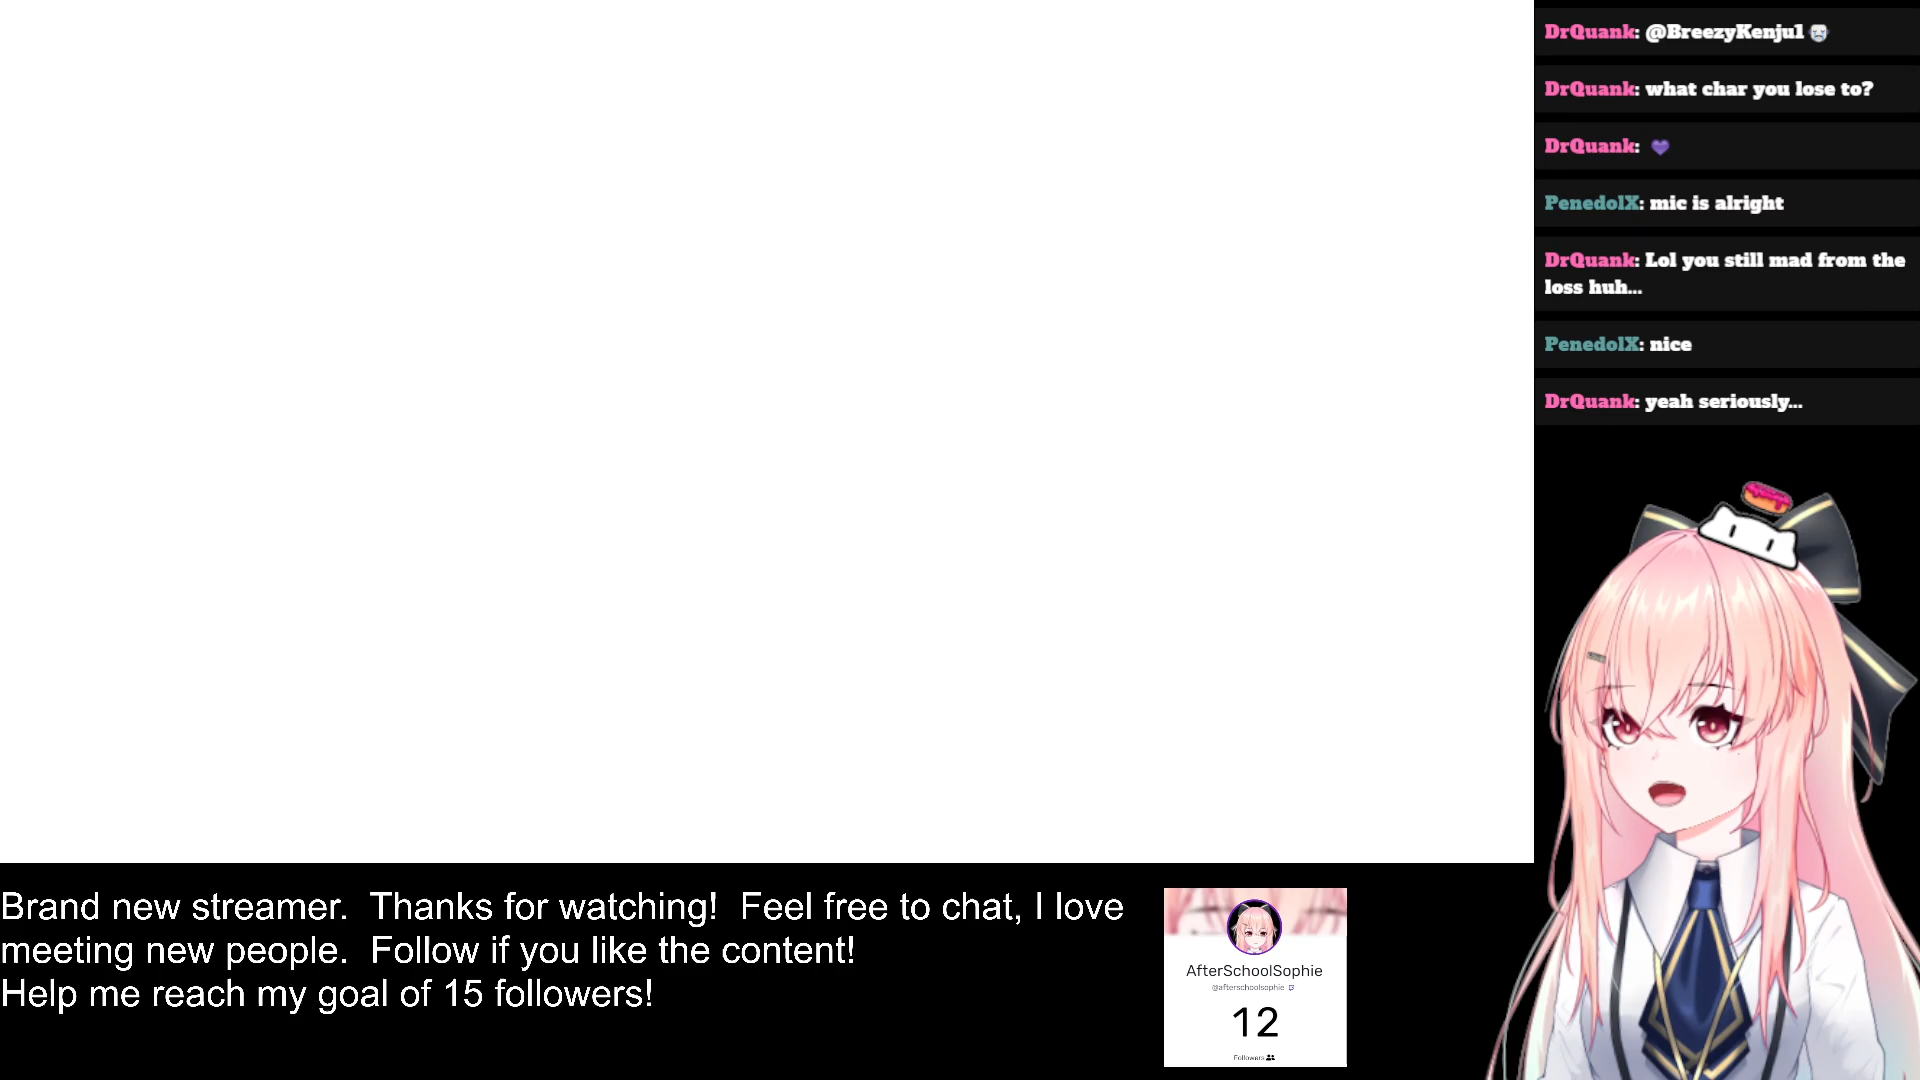 DrQuank: @BreezyKenju1
DrQuank: what char you lose to?
DrQuank:
PenedolX: mic is alright
DrQuank: Lol you still mad from the
loss huh...
PenedolX: nice
DrQuank: yeah seriously...
Brand new streamer.  Thanks for watching!  Feel free to chat, I love
meeting new people.  Follow if you like the content!
Help me reach my goal of 15 followers!
AfterSchoolSophie
@afterschoolsophie
12
Followers